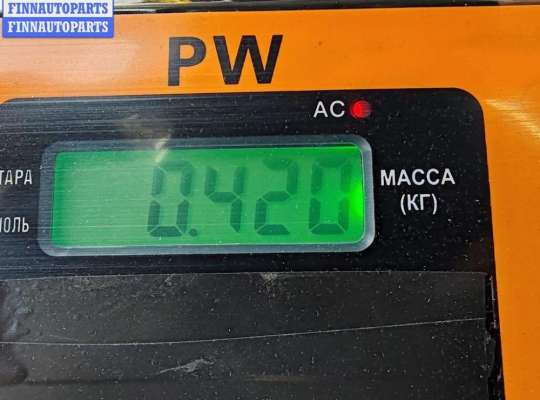 FINNAUTOPARTS
FINNAUTOPARTS
PW
AC
ТАРА
0.420
МАССА
(КГ)
НОЛЬ